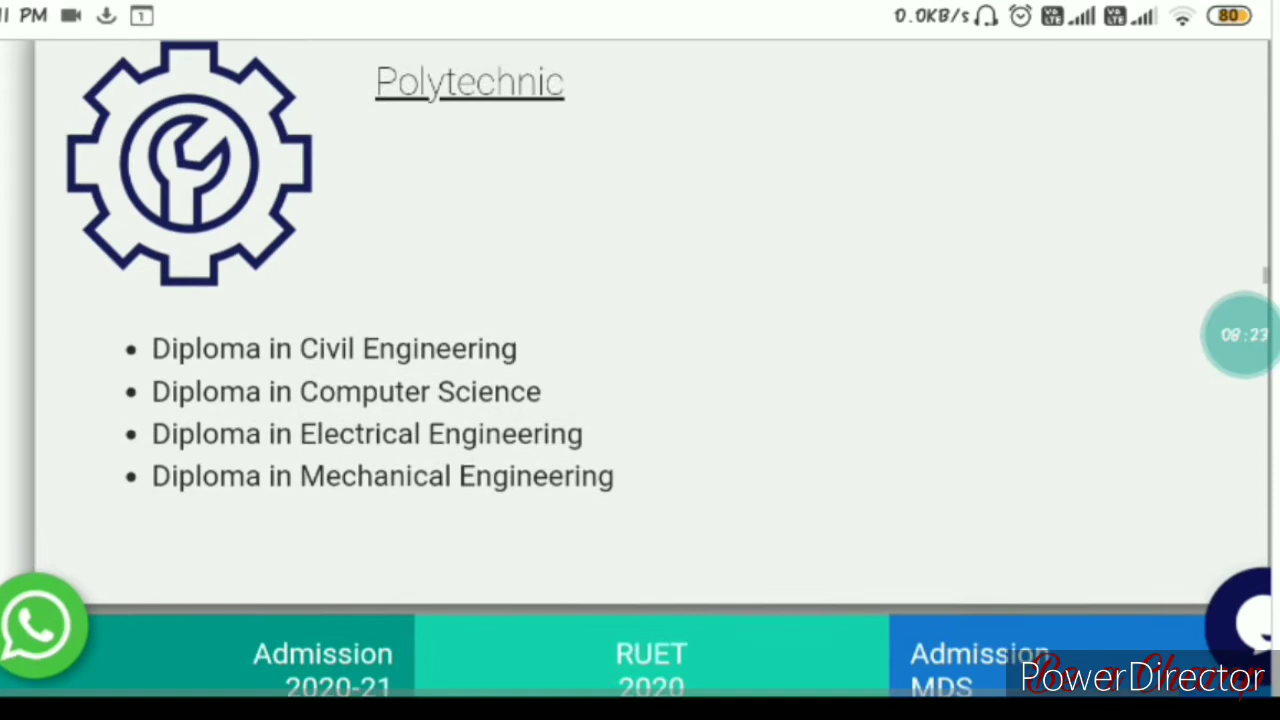 PM
1
0.0KB/s
80
Polytechnic
08:23
Diploma in Civil Engineering
Diploma in Computer Science
Diploma in Electrical Engineering
Diploma in Mechanical Engineering
Admission
2020-21
RUET
2020
Admission
MDS
PowerDirector